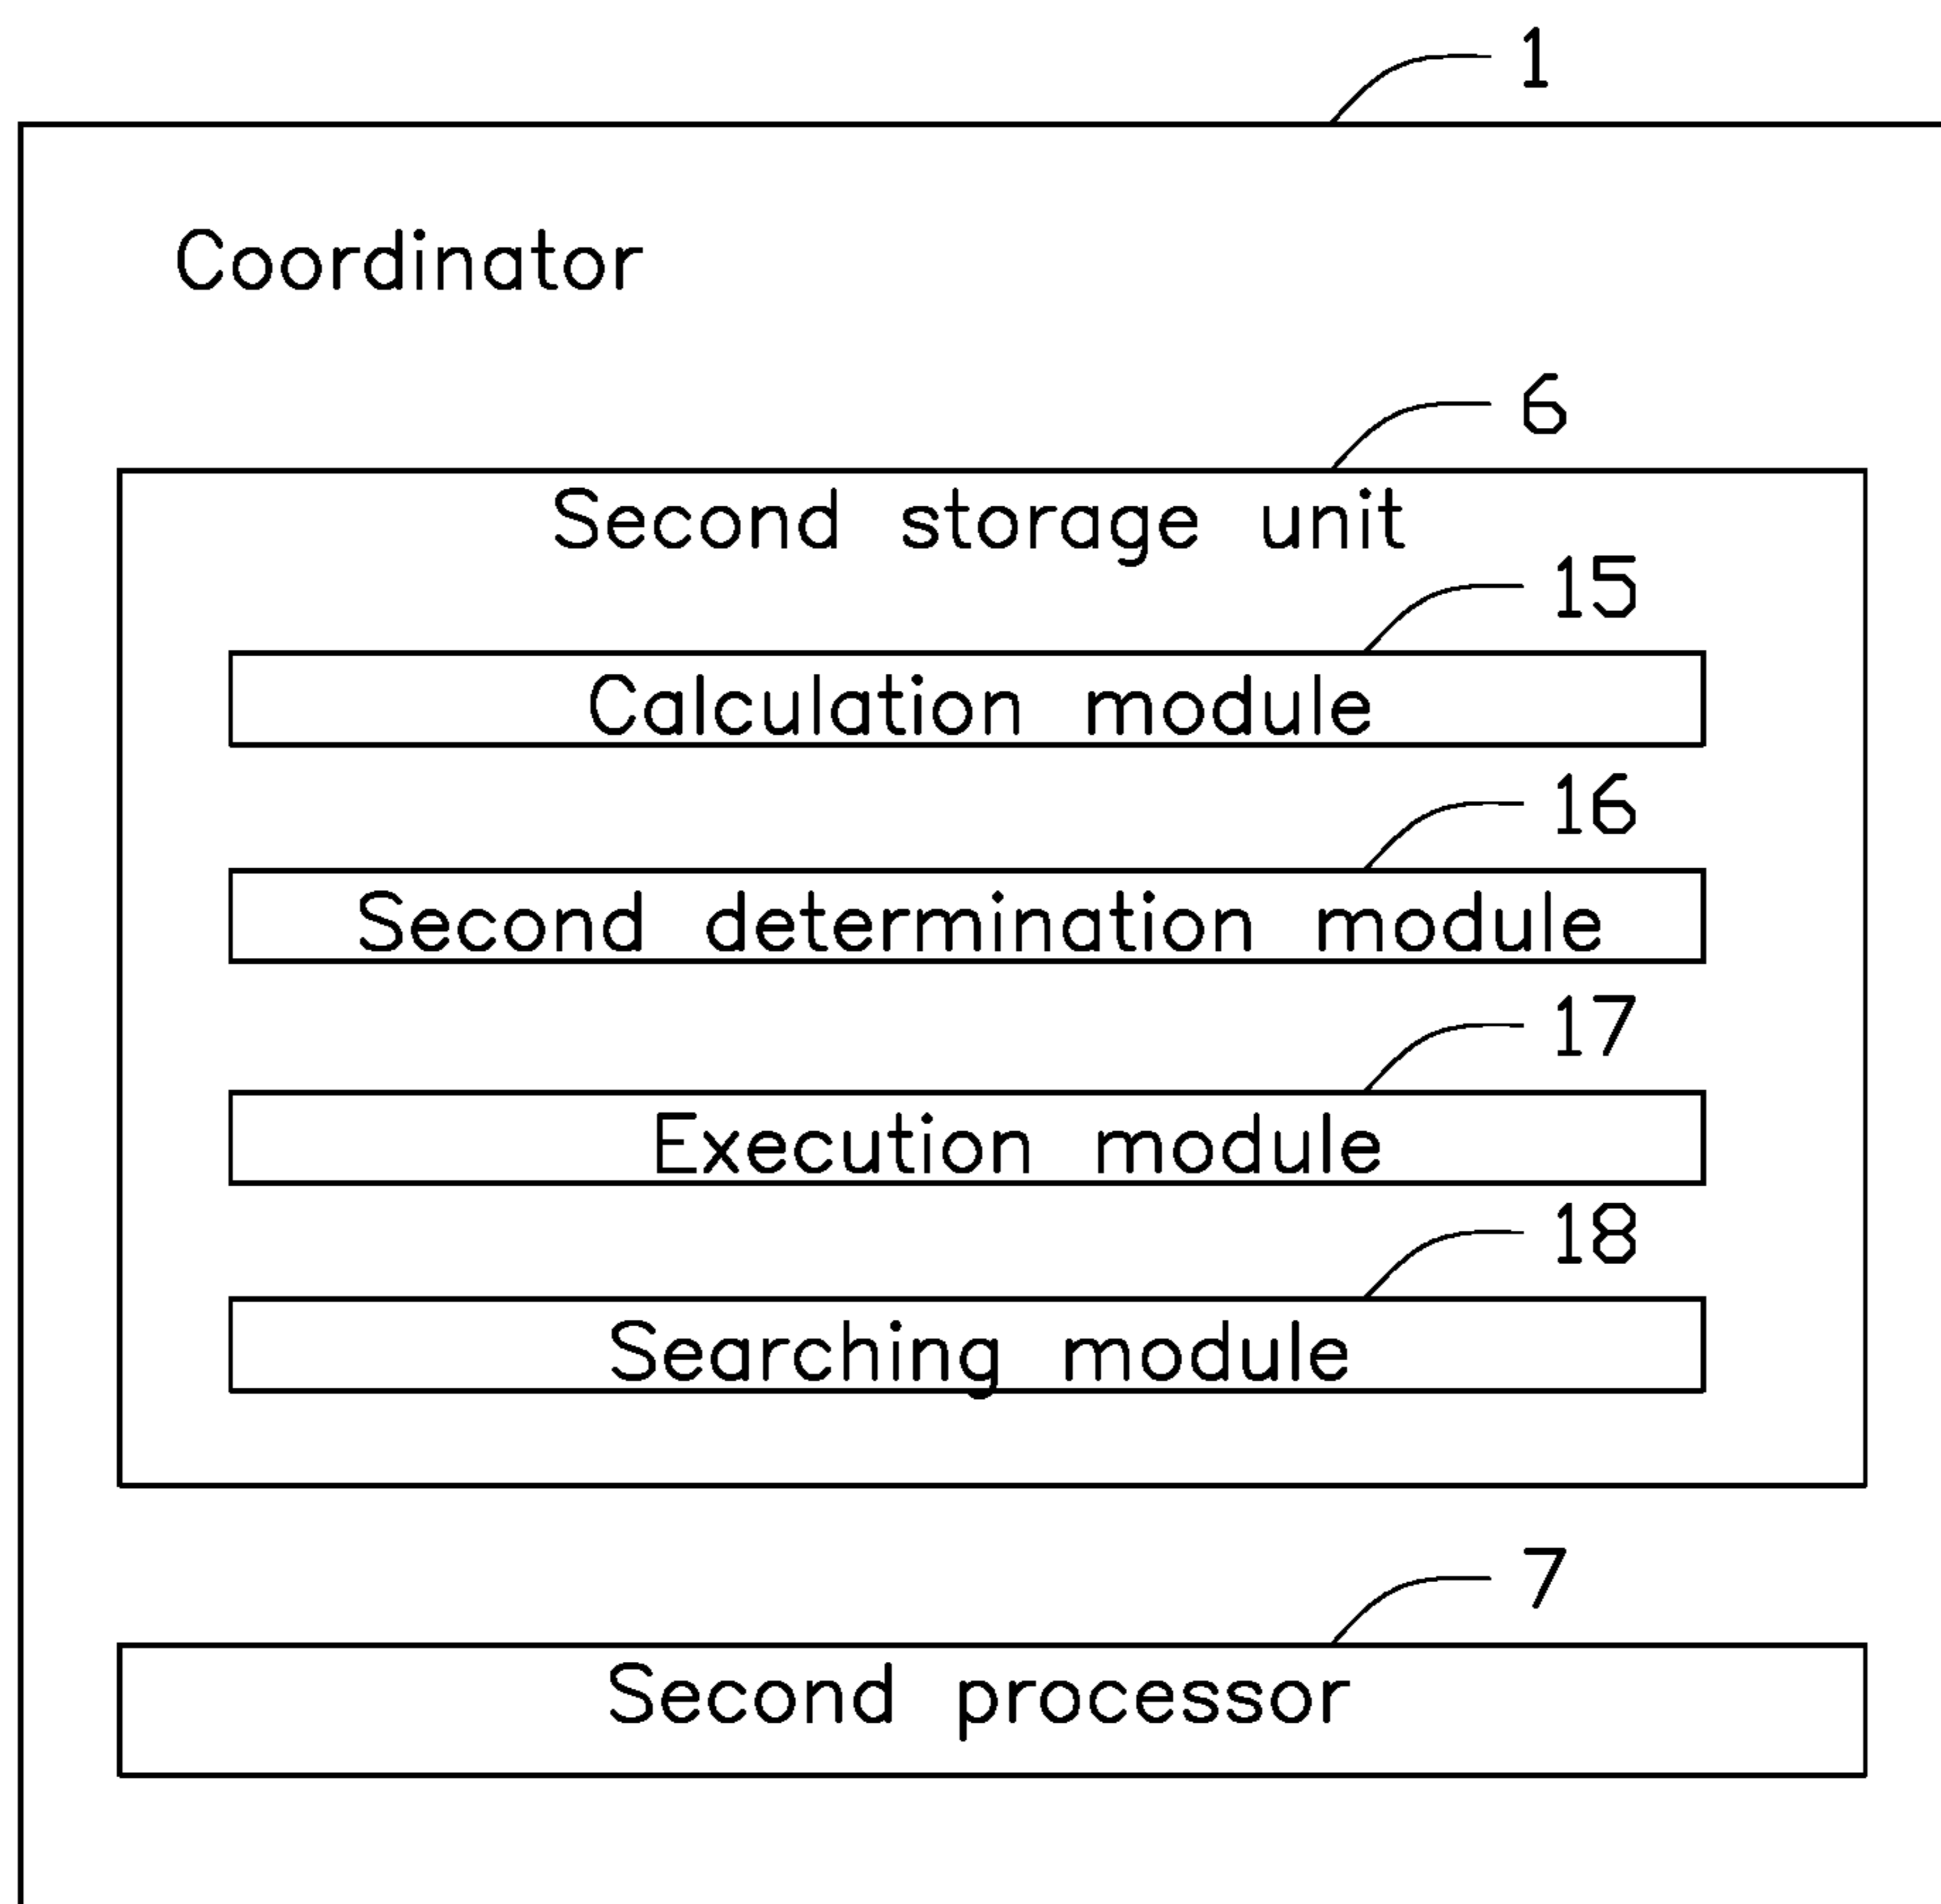 1
Coordinator
6
Second storage unit
15
Calculation module
16
Second determination module
17
Execution module
18
Searching module
7
Second processor